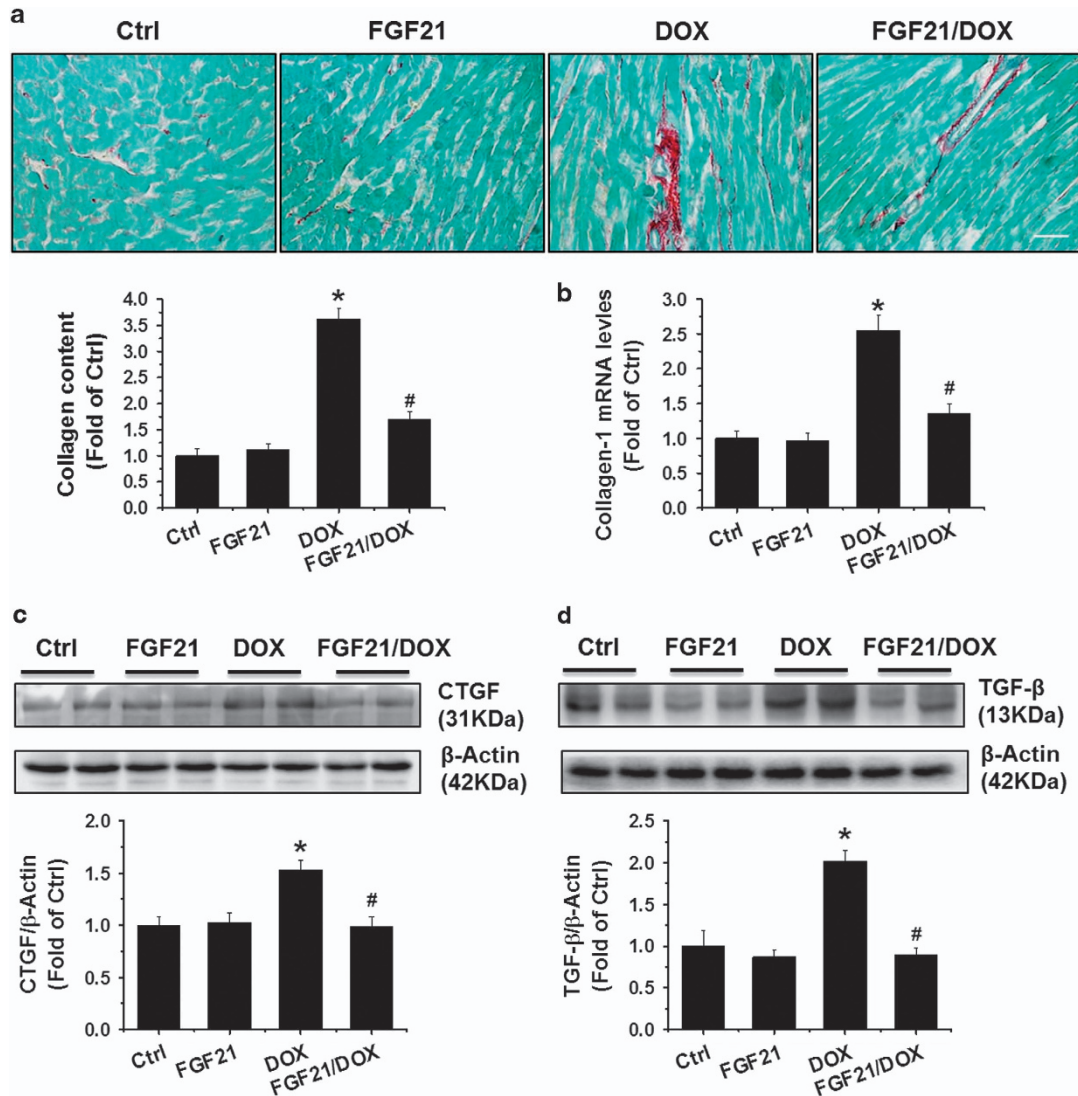 a
Ctrl FGF21 DOX FGF21/DOX
Collagen content
(Fold of Ctrl)
4.0
3.5
3.0
2.5
2.0
1.5
1.0
0.5
0.0
*
#
Ctrl FGF21 DOX FGF21/DOX
b
Collagen-1 mRNA levles
(Fold of Ctrl)
3.0
2.5
2.0
1.5
1.0
0.5
0.0
*
#
Ctrl FGF21 DOX FGF21/DOX
c
Ctrl FGF21 DOX FGF21/DOX
CTGF
(31KDa)
β-Actin
(42KDa)
CTGF/β-Actin
(Fold of Ctrl)
2.0
1.5
1.0
0.5
0.0
*
#
Ctrl FGF21 DOX FGF21/DOX
d
Ctrl FGF21 DOX FGF21/DOX
TGF-β
(13KDa)
β-Actin
(42KDa)
TGF-β/β-Actin
(Fold of Ctrl)
2.5
2.0
1.5
1.0
0.5
0.0
*
#
Ctrl FGF21 DOX FGF21/DOX